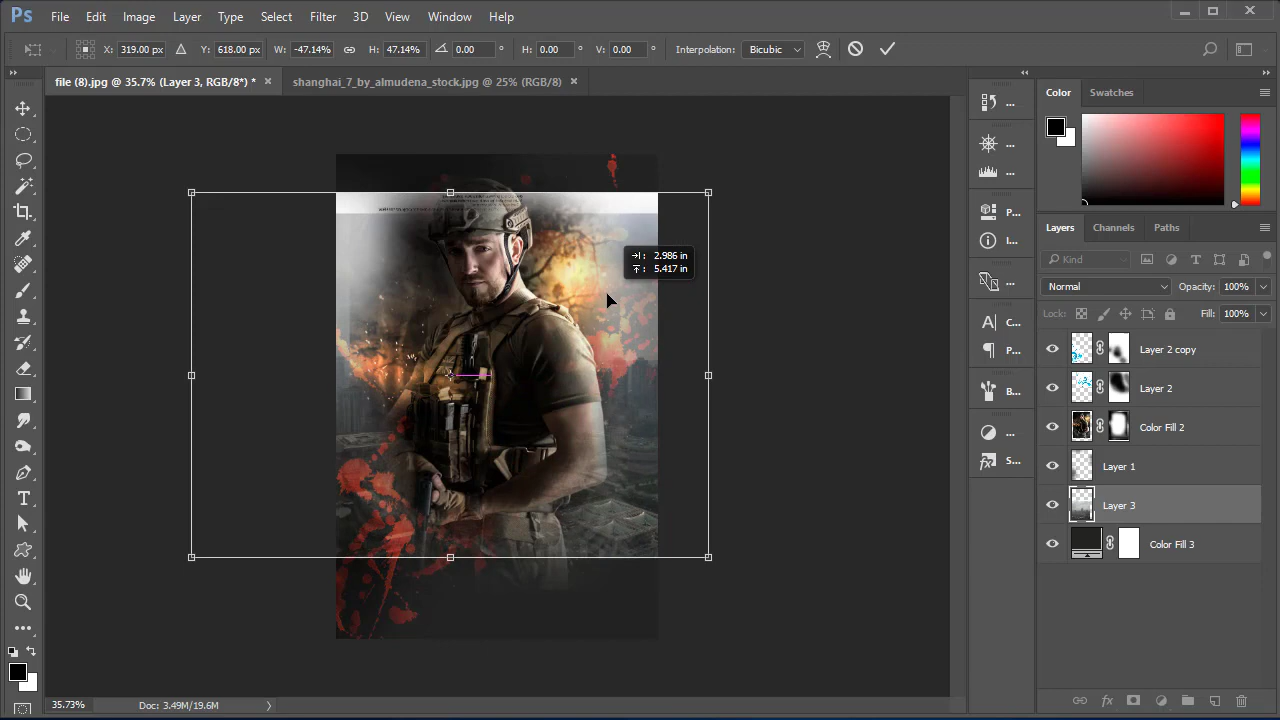 Ps File Edit Image Layer Type Select Filter 3D View Window Help
X: 319.00 px Y: 618.00 px W: -47.14% H: 47.14% 0.00 ° H: 0.00 ° V: 0.00 ° Interpolation: Bicubic
file (8).jpg @ 35.7% (Layer 3, RGB/8*) * × shanghai_7_by_almudena_stock.jpg @ 25% (RGB/8) ×
Color Swatches
...
...
...
P...
I...
...
C...
P...
B...
...
S...
Layers Channels Paths
Kind
Normal Opacity: 100%
Lock: Fill: 100%
Layer 2 copy
Layer 2
Color Fill 2
Layer 1
Layer 3
Color Fill 3
fx
→: 2.986 in
↑: 5.417 in
35.73% Doc: 3.49M/19.6M